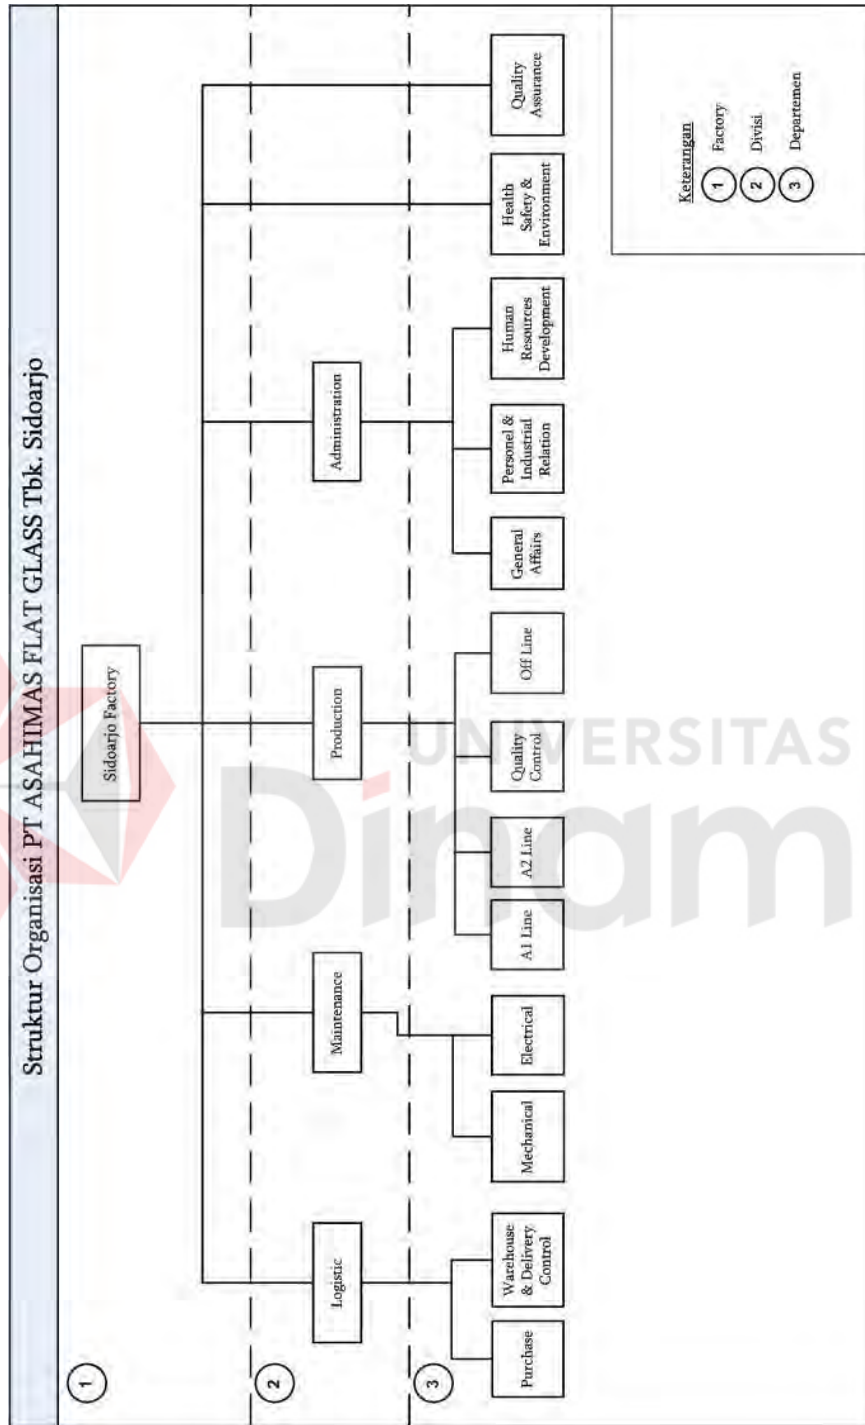 Struktur Organisasi PT ASAHIMAS FLAT GLASS Tbk. Sidoarjo
1
Sidoarjo Factory
2
Logistic
Maintenance
Production
Administration
3
Purchase
Warehouse
& Delivery
Control
Mechanical
Electrical
A1 Line
A2 Line
Quality
Control
Off Line
General
Affairs
Personel &
Industrial
Relation
Human
Resources
Development
Health
Safety &
Environment
Quality
Assurance
Keterangan
1 Factory
2 Divisi
3 Departemen
UNIVERSITAS
Dinam